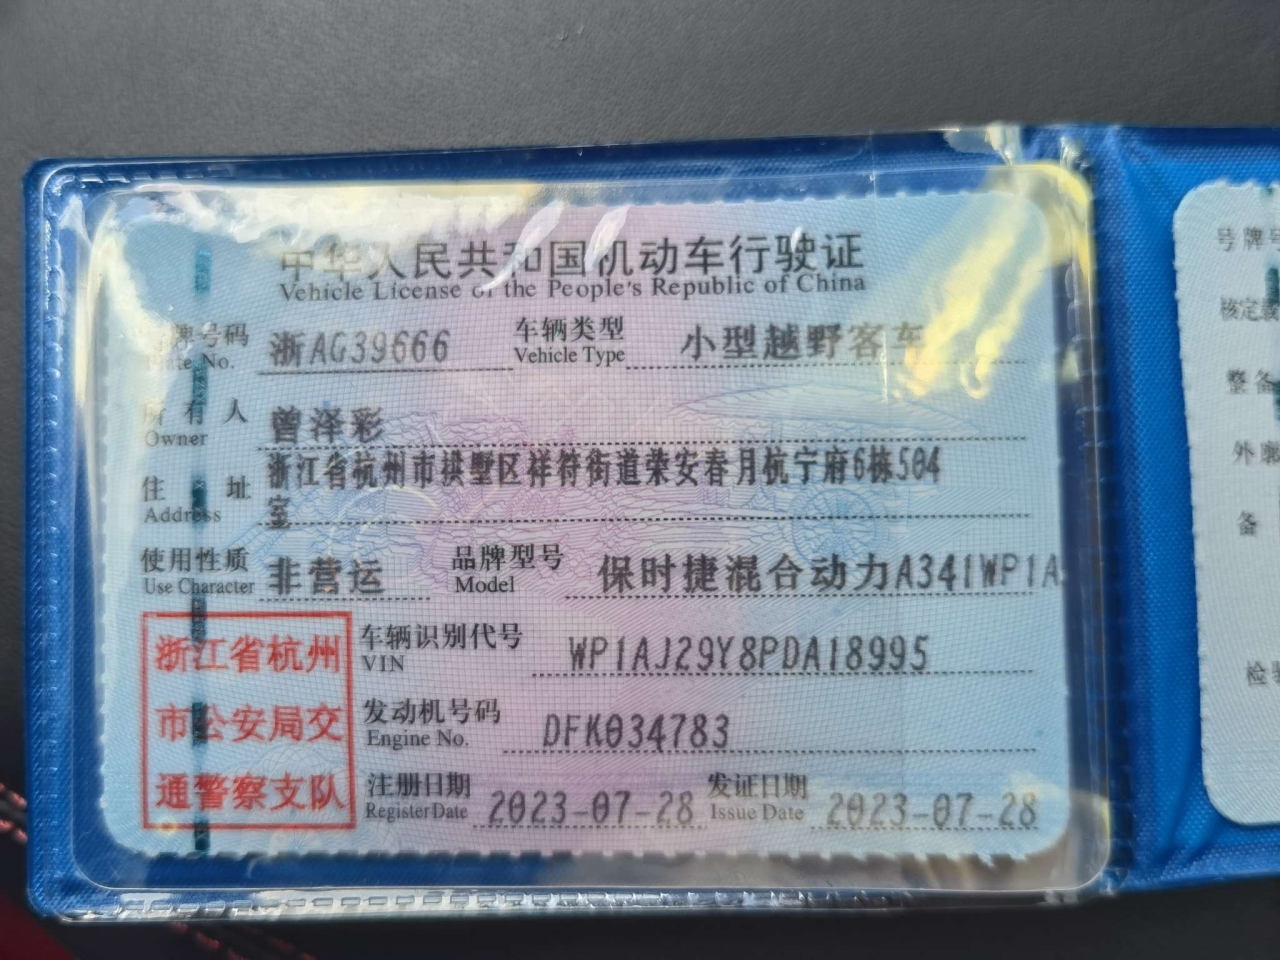 中华人民共和国机动车行驶证
Vehicle License of the People's Republic of China
号牌号码 浙AG39666 车辆类型 小型越野客车
Plate No. Vehicle Type
所有人 曾泽彩
Owner
住址 浙江省杭州市拱墅区祥符街道荣安春月杭宁府6栋504
Address 室
使用性质 非营运 品牌型号 保时捷混合动力A341WP1A
Use Character Model
浙江省杭州
市公安局交
通警察支队
车辆识别代号 WP1AJ29Y8PDA18995
VIN
发动机号码 DFK034783
Engine No.
注册日期 2023-07-28 发证日期 2023-07-28
Register Date Issue Date
号牌号
核定载
整备
外廓
备
检验